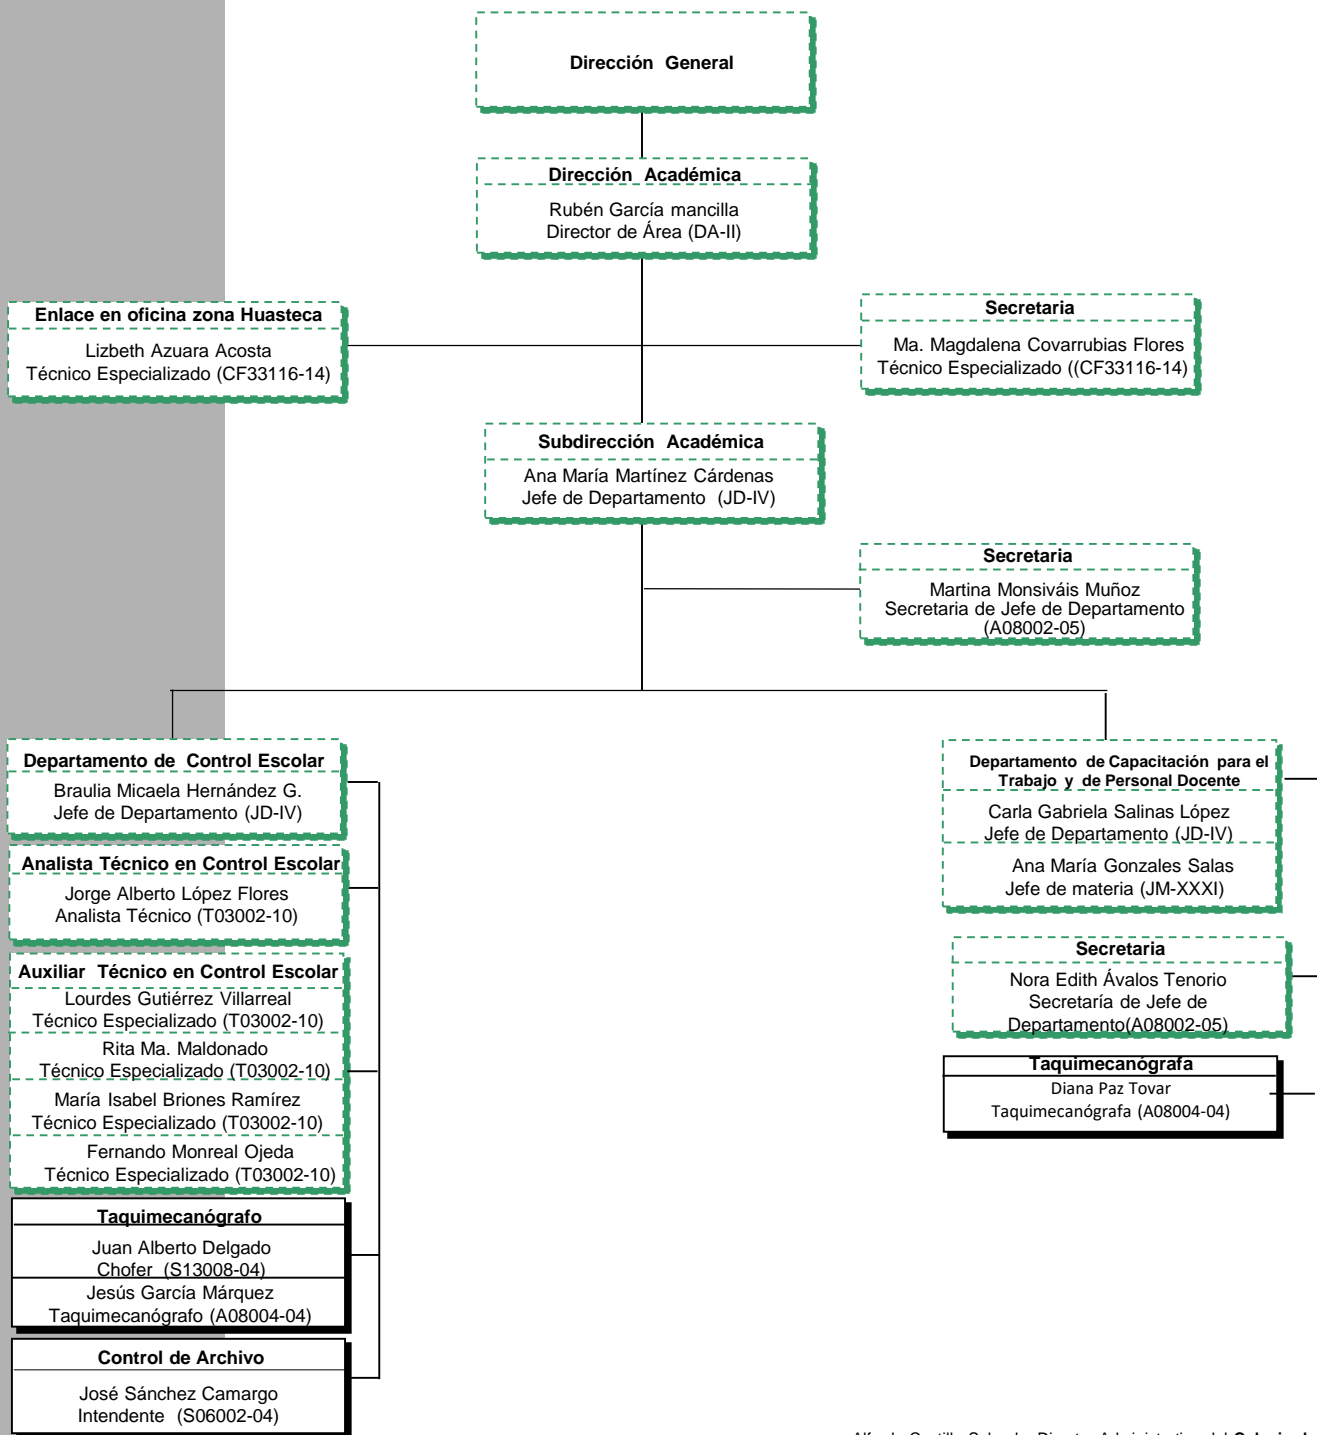 Dirección General
Dirección Académica
Rubén García mancilla
Director de Área (DA-II)
Enlace en oficina zona Huasteca
Lizbeth Azuara Acosta
Técnico Especializado (CF33116-14)
Secretaria
Ma. Magdalena Covarrubias Flores
Técnico Especializado ((CF33116-14)
Subdirección Académica
Ana María Martínez Cárdenas
Jefe de Departamento (JD-IV)
Secretaria
Martina Monsiváis Muñoz
Secretaria de Jefe de Departamento
(A08002-05)
Departamento de Control Escolar
Braulia Micaela Hernández G.
Jefe de Departamento (JD-IV)
Analista Técnico en Control Escolar
Jorge Alberto López Flores
Analista Técnico (T03002-10)
Auxiliar Técnico en Control Escolar
Lourdes Gutiérrez Villarreal
Técnico Especializado (T03002-10)
Rita Ma. Maldonado
Técnico Especializado (T03002-10)
María Isabel Briones Ramírez
Técnico Especializado (T03002-10)
Fernando Monreal Ojeda
Técnico Especializado (T03002-10)
Taquimecanógrafo
Juan Alberto Delgado
Chofer (S13008-04)
Jesús García Márquez
Taquimecanógrafo (A08004-04)
Control de Archivo
José Sánchez Camargo
Intendente (S06002-04)
Departamento de Capacitación para el
Trabajo y de Personal Docente
Carla Gabriela Salinas López
Jefe de Departamento (JD-IV)
Ana María Gonzales Salas
Jefe de materia (JM-XXXI)
Secretaria
Nora Edith Ávalos Tenorio
Secretaría de Jefe de
Departamento(A08002-05)
Taquimecanógrafa
Diana Paz Tovar
Taquimecanógrafa (A08004-04)